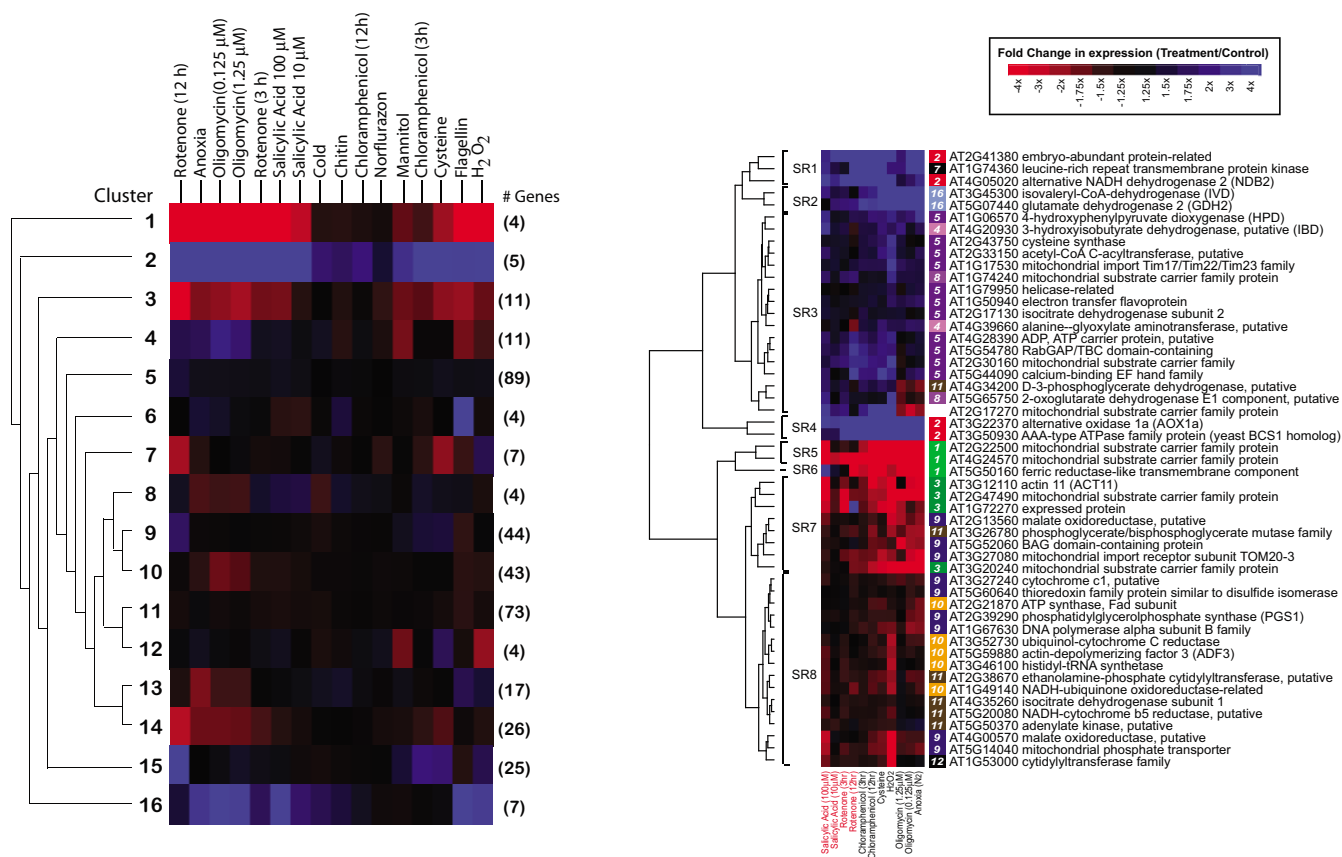 Rotenone (12 h)
Anoxia
Oligomycin(0.125 µM)
Oligomycin(1.25 µM)
Rotenone (3 h)
Salicylic Acid 100 µM
Salicylic Acid 10 µM
Cold
Chitin
Chloramphenicol (12h)
Norflurazon
Mannitol
Chloramphenicol (3h)
Cysteine
Flagellin
H2O2
Cluster
# Genes
1 (4)
2 (5)
3 (11)
4 (11)
5 (89)
6 (4)
7 (7)
8 (4)
9 (44)
10 (43)
11 (73)
12 (4)
13 (17)
14 (26)
15 (25)
16 (7)
Fold Change in expression (Treatment/Control)
-4x
-3x
-2x
-1.75x
-1.5x
-1.25x
1.25x
1.5x
1.75x
2x
3x
4x
SR1
SR2
SR3
SR4
SR5
SR6
SR7
SR8
2 AT2G41380 embryo-abundant protein-related
7 AT1G74360 leucine-rich repeat transmembrane protein kinase
2 AT4G05020 alternative NADH dehydrogenase 2 (NDB2)
16 AT3G45300 isovaleryl-CoA-dehydrogenase (IVD)
16 AT5G07440 glutamate dehydrogenase 2 (GDH2)
5 AT1G06570 4-hydroxyphenylpyruvate dioxygenase (HPD)
4 AT4G20930 3-hydroxyisobutyrate dehydrogenase, putative (IBD)
5 AT2G43750 cysteine synthase
5 AT2G33150 acetyl-CoA C-acyltransferase, putative
5 AT1G17530 mitochondrial import Tim17/Tim22/Tim23 family
8 AT1G74240 mitochondrial substrate carrier family protein
5 AT1G79950 helicase-related
5 AT1G50940 electron transfer flavoprotein
5 AT2G17130 isocitrate dehydrogenase subunit 2
4 AT4G39660 alanine--glyoxylate aminotransferase, putative
5 AT4G28390 ADP, ATP carrier protein, putative
5 AT5G54780 RabGAP/TBC domain-containing
5 AT2G30160 mitochondrial substrate carrier family
5 AT5G44090 calcium-binding EF hand family
11 AT4G34200 D-3-phosphoglycerate dehydrogenase, putative
8 AT5G65750 2-oxoglutarate dehydrogenase E1 component, putative
AT2G17270 mitochondrial substrate carrier family protein
2 AT3G22370 alternative oxidase 1a (AOX1a)
2 AT3G50930 AAA-type ATPase family protein (yeast BCS1 homolog)
1 AT2G22500 mitochondrial substrate carrier family protein
1 AT4G24570 mitochondrial substrate carrier family protein
1 AT5G50160 ferric reductase-like transmembrane component
3 AT3G12110 actin 11 (ACT11)
3 AT2G47490 mitochondrial substrate carrier family protein
3 AT1G72270 expressed protein
9 AT2G13560 malate oxidoreductase, putative
11 AT3G26780 phosphoglycerate/bisphosphoglycerate mutase family
9 AT5G52060 BAG domain-containing protein
9 AT3G27080 mitochondrial import receptor subunit TOM20-3
3 AT3G20240 mitochondrial substrate carrier family protein
9 AT3G27240 cytochrome c1, putative
9 AT5G60640 thioredoxin family protein similar to disulfide isomerase
10 AT2G21870 ATP synthase, Fad subunit
9 AT2G39290 phosphatidylglycerolphosphate synthase (PGS1)
9 AT1G67630 DNA polymerase alpha subunit B family
10 AT3G52730 ubiquinol-cytochrome C reductase
10 AT5G59880 actin-depolymerizing factor 3 (ADF3)
10 AT3G46100 histidyl-tRNA synthetase
11 AT2G38670 ethanolamine-phosphate cytidylyltransferase, putative
10 AT1G49140 NADH-ubiquinone oxidoreductase-related
11 AT4G35260 isocitrate dehydrogenase subunit 1
11 AT5G20080 NADH-cytochrome b5 reductase, putative
11 AT5G50370 adenylate kinase, putative
9 AT4G00570 malate oxidoreductase, putative
9 AT5G14040 mitochondrial phosphate transporter
12 AT1G53000 cytidylyltransferase family
Salicylic Acid (100µM)
Salicylic Acid (10µM)
Rotenone (3hr)
Rotenone (12hr)
Chloramphenicol (3hr)
Chloramphenicol (12hr)
Cysteine
H2O2
Oligomycin (1.25µM)
Oligomycin (0.125µM)
Anoxia (N2)